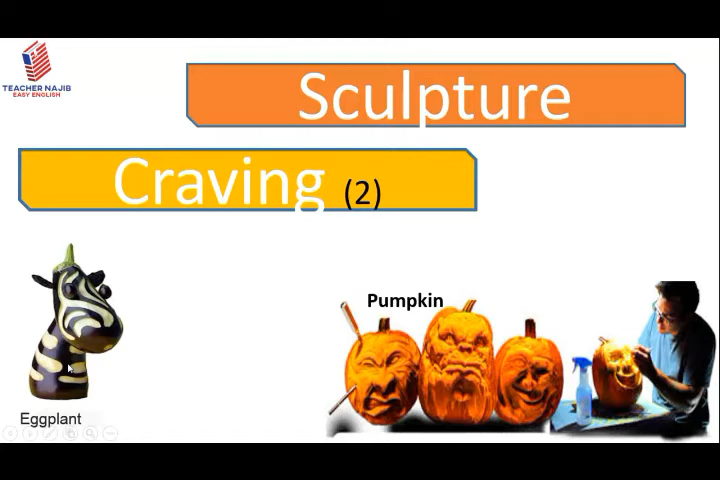 TEACHER NAJIB
EASY ENGLISH
Sculpture
Craving (2)
Pumpkin
Eggplant